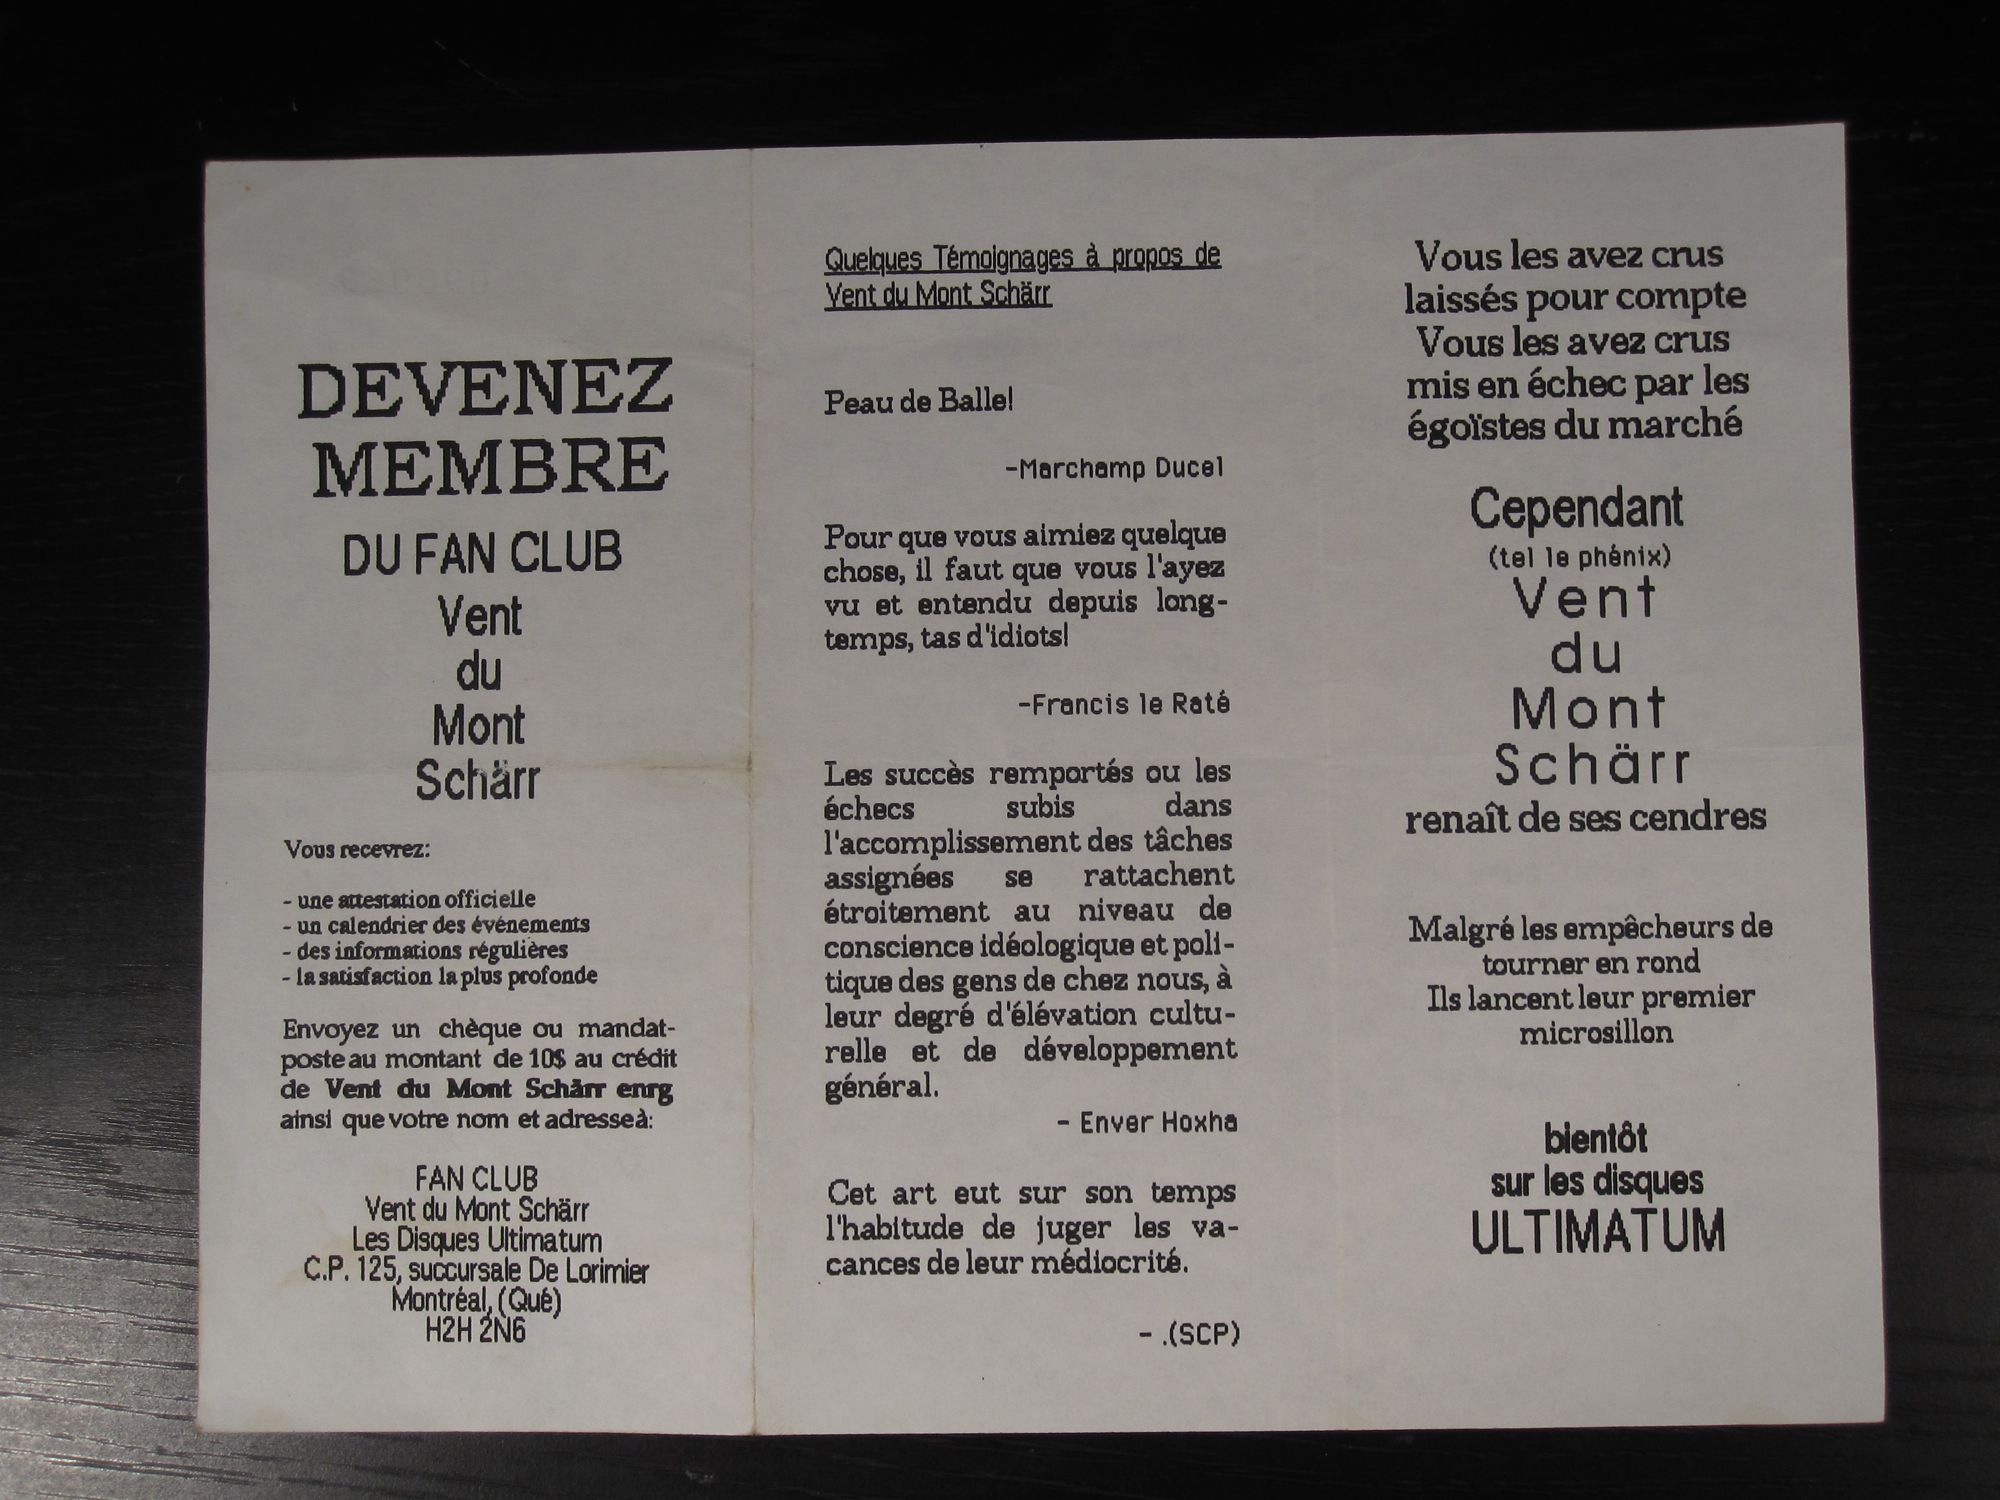 DEVENEZ
MEMBRE
DU FAN CLUB
Vent
du
Mont
Schärr
Vous recevrez:
- une attestation officielle
- un calendrier des événements
- des informations régulières
- la satisfaction la plus profonde
Envoyez un chèque ou mandat-
poste au montant de 10$ au crédit
de Vent du Mont Schärr enrg
ainsi que votre nom et adresse à:
FAN CLUB
Vent du Mont Schärr
Les Disques Ultimatum
C.P. 125, succursale De Lorimier
Montréal, (Qué)
H2H 2N6
Quelques Témoignages à propos de
Vent du Mont Schärr
Peau de Balle!
-Marchamp Ducel
Pour que vous aimiez quelque
chose, il faut que vous l'ayez
vu et entendu depuis long-
temps, tas d'idiots!
-Francis le Raté
Les succès remportés ou les
échecs subis dans
l'accomplissement des tâches
assignées se rattachent
étroitement au niveau de
conscience idéologique et poli-
tique des gens de chez nous, à
leur degré d'élévation cultu-
relle et de développement
général.
- Enver Hoxha
Cet art eut sur son temps
l'habitude de juger les va-
cances de leur médiocrité.
- .(SCP)
Vous les avez crus
laissés pour compte
Vous les avez crus
mis en échec par les
égoïstes du marché
Cependant
(tel le phénix)
Vent
du
Mont
Schärr
renaît de ses cendres
Malgré les empêcheurs de
tourner en rond
Ils lancent leur premier
microsillon
bientôt
sur les disques
ULTIMATUM